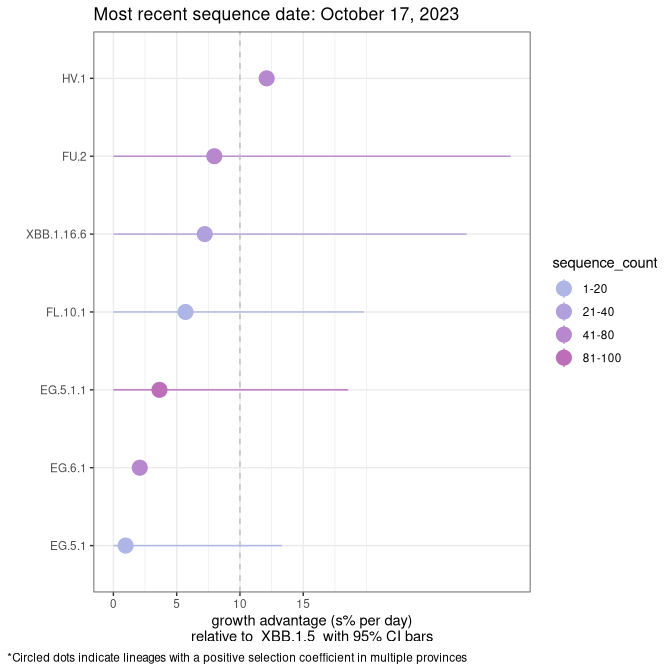 Most recent sequence date: October 17, 2023
HV.1
FU.2
XBB.1.16.6
FL.10.1
EG.5.1.1
EG.6.1
EG.5.1
0 5 10 15
growth advantage (s% per day)
relative to  XBB.1.5  with 95% CI bars
sequence_count
1-20
21-40
41-80
81-100
*Circled dots indicate lineages with a positive selection coefficient in multiple provinces